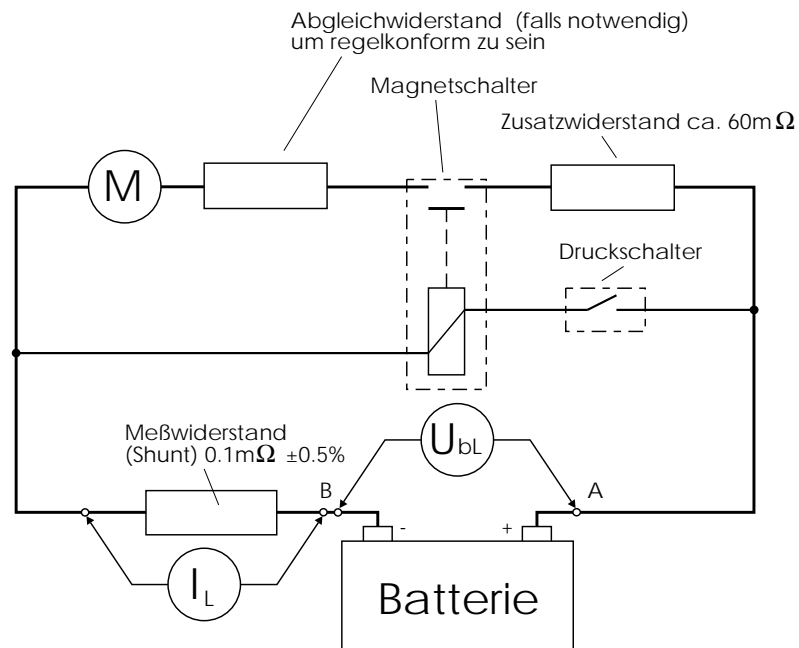 Abgleichwiderstand (falls notwendig)
um regelkonform zu sein
Magnetschalter
Zusatzwiderstand ca. 60mΩ
M
Druckschalter
Meßwiderstand
(Shunt) 0.1mΩ ±0.5%
UbL
B
A
- +
IL
Batterie